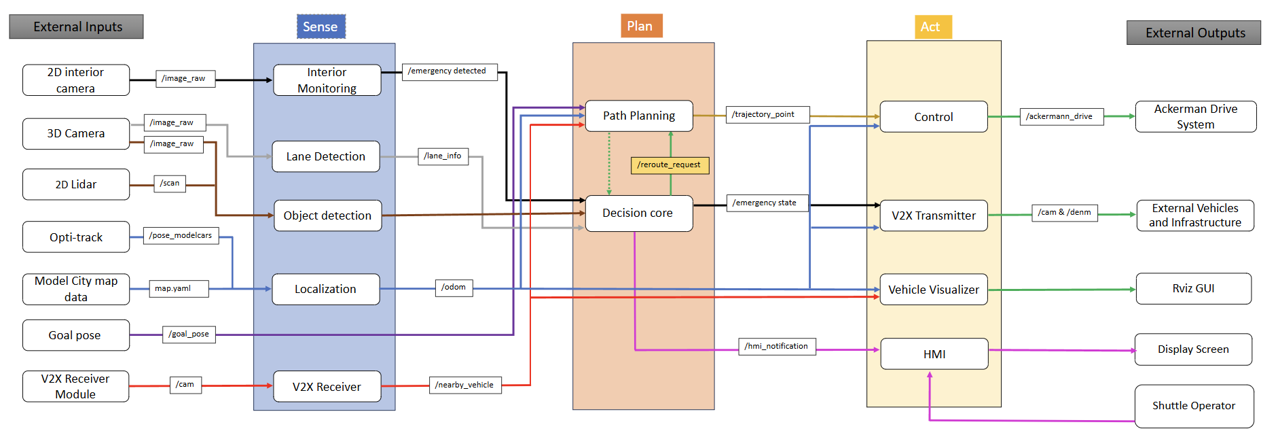 External Inputs
Sense
Plan
Act
External Outputs
2D interior
camera
/image_raw
Interior
Monitoring
/emergency detected
3D Camera
/image_raw
/image_raw
Lane Detection
/lane_info
2D Lidar
/scan
Object detection
Opti-track
/pose_modelcars
Model City map
data
map.yaml
Localization
/odom
Goal pose
/goal_pose
V2X Receiver
Module
/cam
V2X Receiver
/nearby_vehicle
Path Planning
/trajectory_point
/reroute_request
Decision core
/emergency state
/hmi_notification
Control
/ackermann_drive
Ackerman Drive
System
V2X Transmitter
/cam & /denm
External Vehicles
and Infrastructure
Vehicle Visualizer
Rviz GUI
HMI
Display Screen
Shuttle Operator